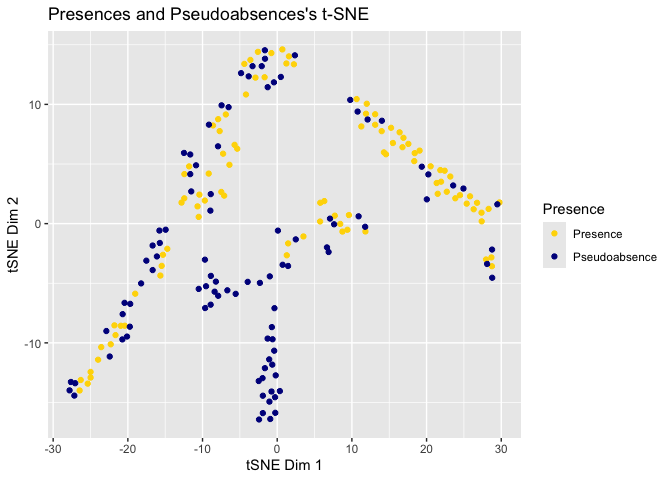 Presences and Pseudoabsences's t-SNE
10
0
-10
tSNE Dim 2
-30 -20 -10 0 10 20 30
tSNE Dim 1
Presence
Presence
Pseudoabsence